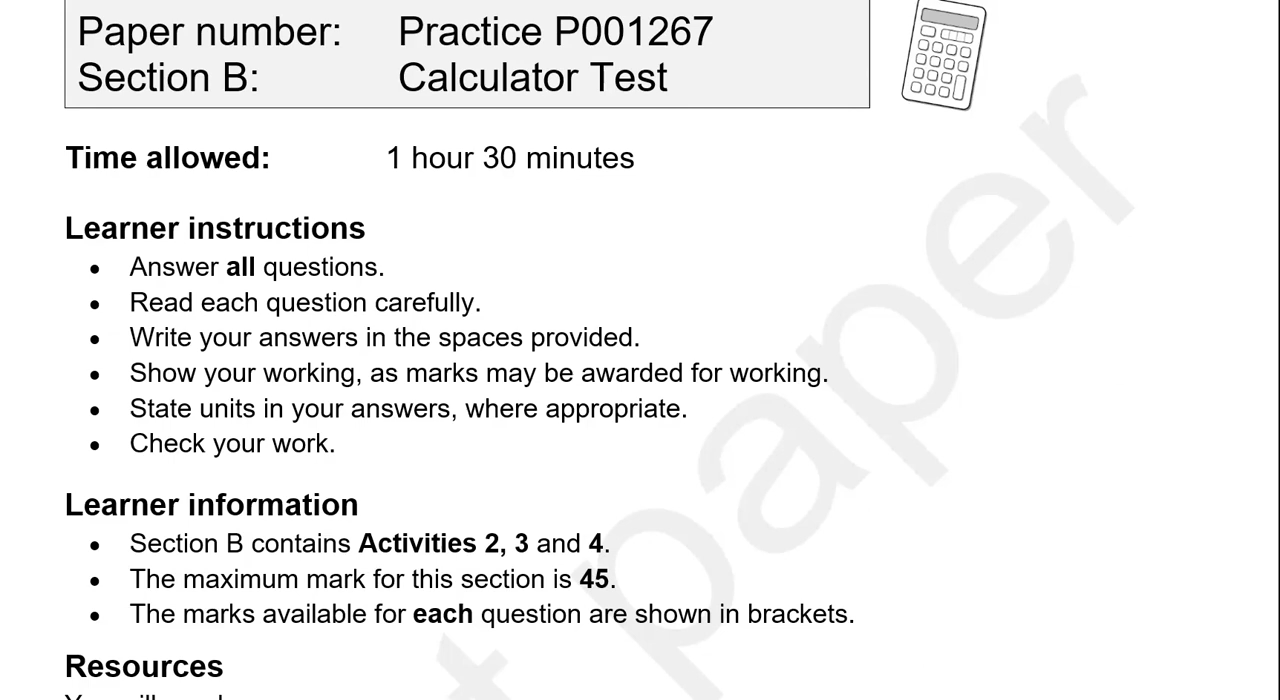 Paper number: Practice P001267
Section B: Calculator Test
Time allowed: 1 hour 30 minutes
Learner instructions
• Answer all questions.
• Read each question carefully.
• Write your answers in the spaces provided.
• Show your working, as marks may be awarded for working.
• State units in your answers, where appropriate.
• Check your work.
Learner information
• Section B contains Activities 2, 3 and 4.
• The maximum mark for this section is 45.
• The marks available for each question are shown in brackets.
Resources
paper